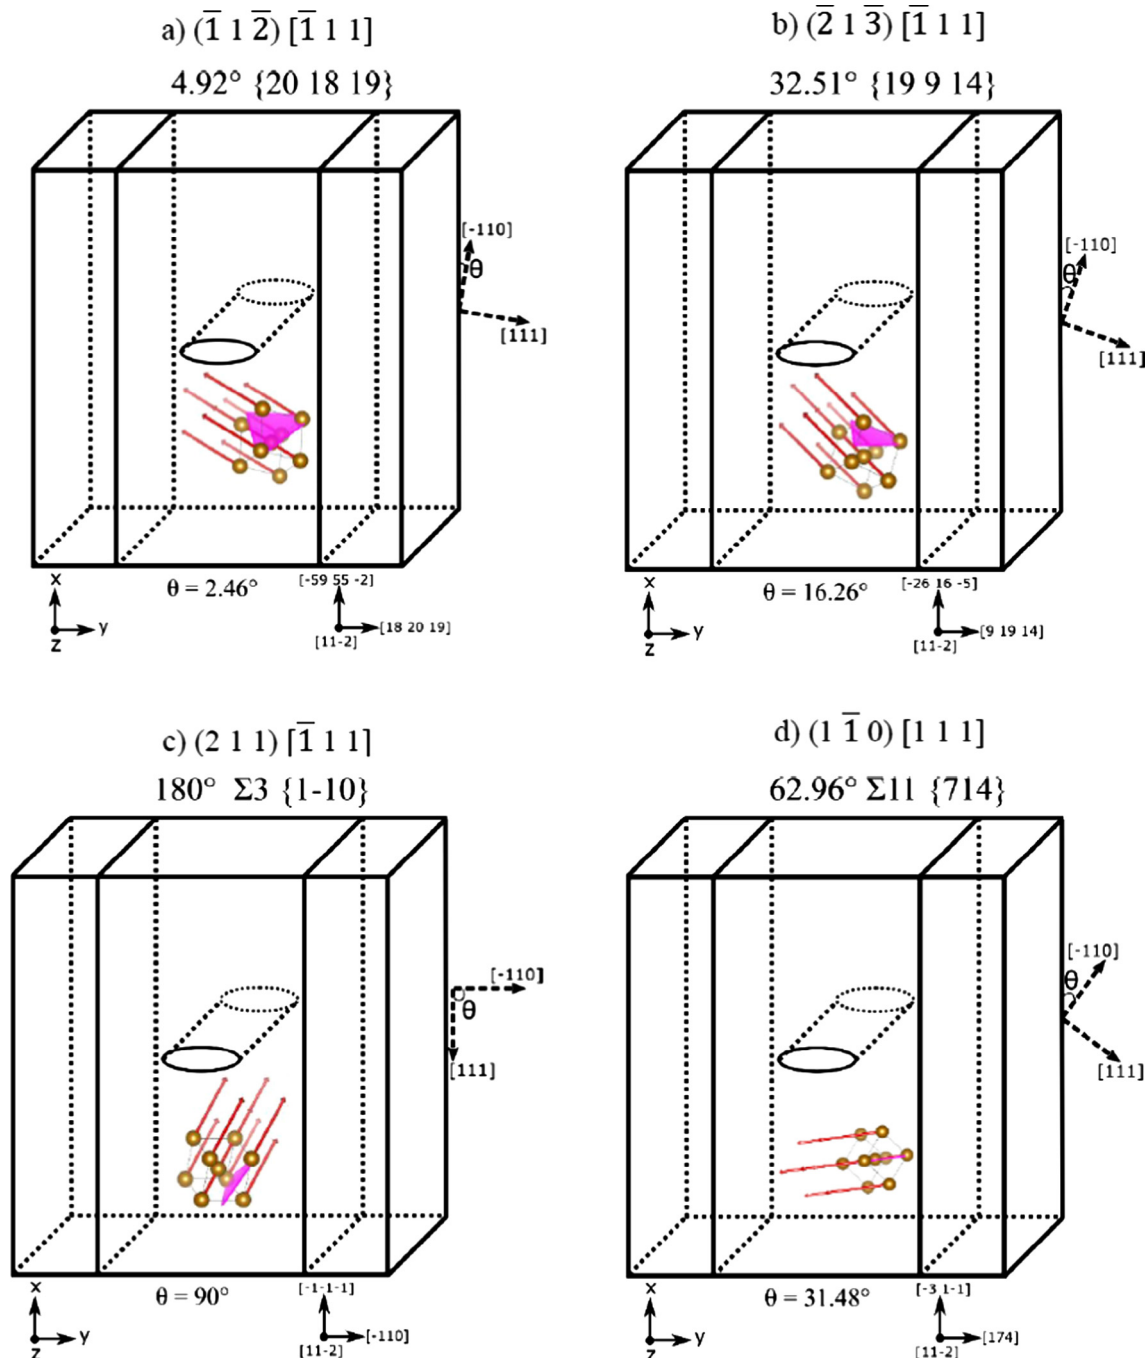 a) (1̅ 1 2̅) [1̅ 1 1]
4.92° {20 18 19}
[-110]
θ
[111]
θ = 2.46°
[-59 55 -2]
[18 20 19]
[11-2]
x
y
z
b) (2̅ 1 3̅) [1̅ 1 1]
32.51° {19 9 14}
[-110]
θ
[111]
θ = 16.26°
[-26 16 -5]
[9 19 14]
[11-2]
x
y
z
c) (2 1 1) [1̅ 1 1]
180° Σ3 {1-10}
[-110]
θ
[111]
θ = 90°
[-1-1-1]
[-110]
[11-2]
x
y
z
d) (1 1̅ 0) [1 1 1]
62.96° Σ11 {714}
[-110]
θ
[111]
θ = 31.48°
[-3 1-1]
[174]
[11-2]
x
y
z